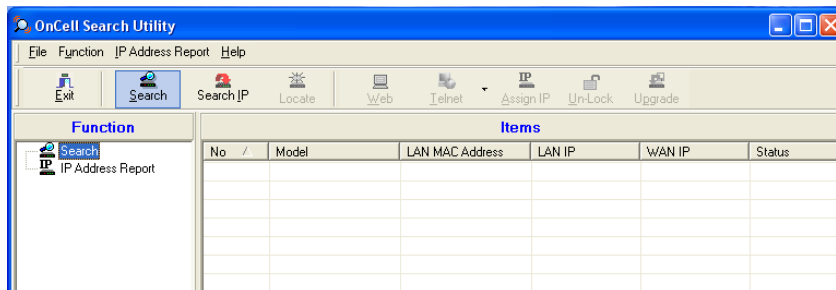 OnCell Search Utility
File Function IP Address Report Help
Exit Search Search IP Locate Web Telnet Assign IP Un-Lock Upgrade
Function Items
Search
IP Address Report
No Model LAN MAC Address LAN IP WAN IP Status